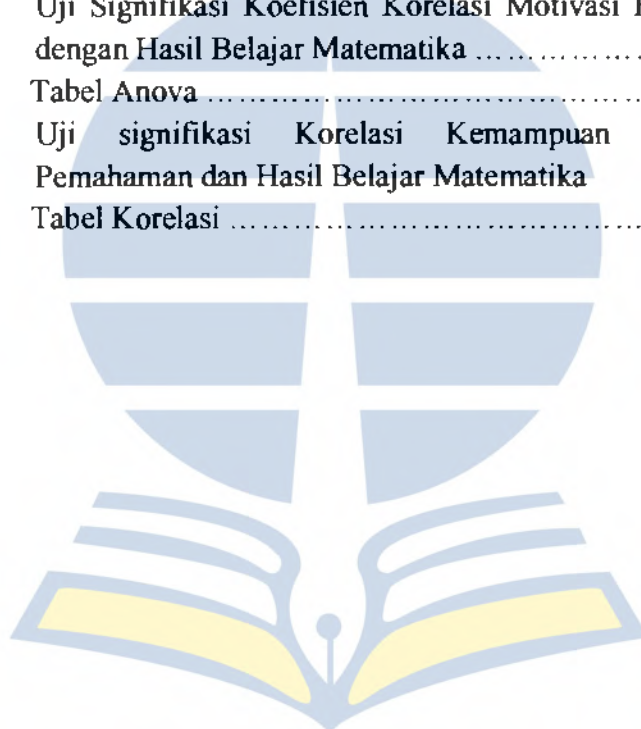 Uji Signifikasi Koefisien Korelasi Motivasi
dengan Hasil Belajar Matematika ................
Tabel Anova ..........................................
Uji signifikasi Korelasi Kemampuan
Pemahaman dan Hasil Belajar Matematika
Tabel Korelasi ........................................